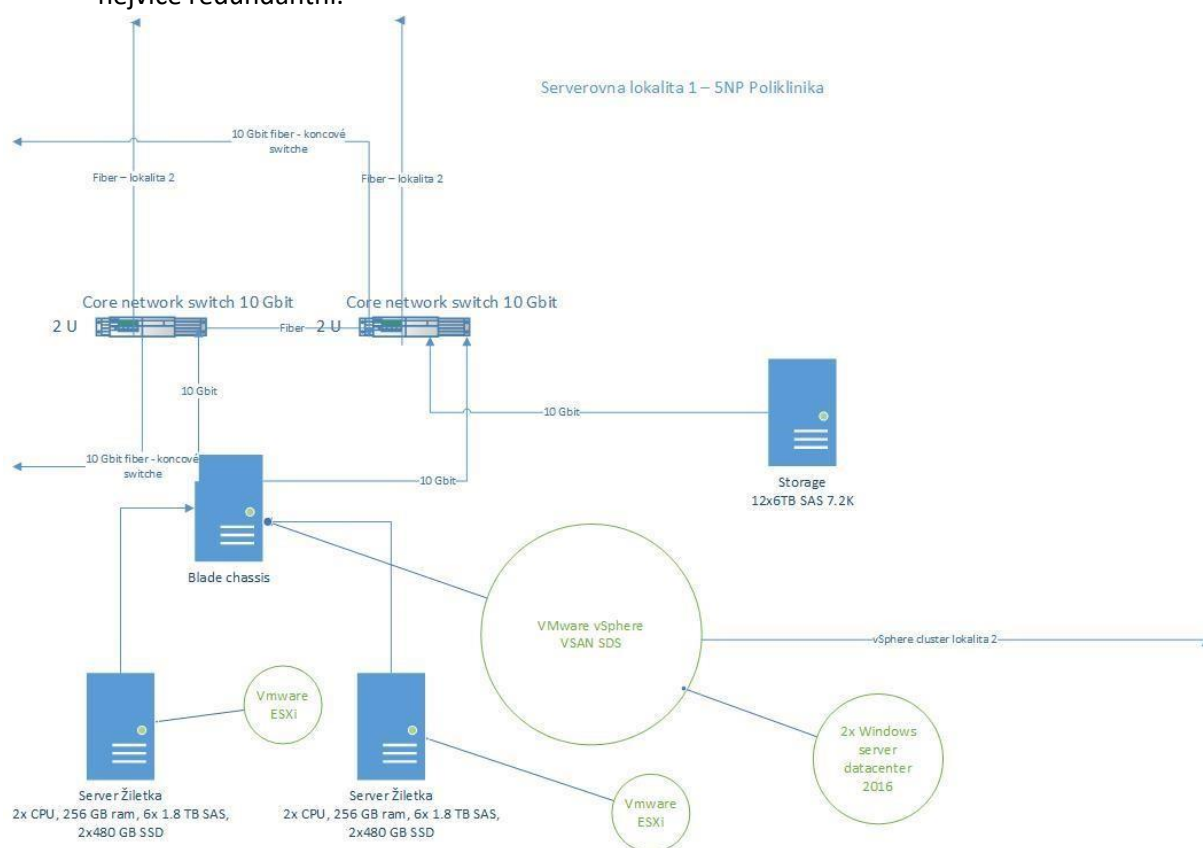 nejvíce redundantní.
Serverovna lokalita 1 – SNP Poliklinika
10 Gbit fiber - koncové
switche
Fiber – lokalita 2
Fiber – lokalita 2
Core network switch 10 Gbit
Core network switch 10 Gbit
2 U
Fiber
2 U
10 Gbit
10 Gbit
10 Gbit fiber - koncové
switche
10 Gbit
Storage
12x6TB SAS 7.2K
Blade chassis
VMware vSphere
VSAN SDS
vSphere cluster lokalita 2
Vmware
ESXi
2x Windows
server
datacenter
2016
Server Žiletka
2x CPU, 256 GB ram, 6x 1.8 TB SAS,
2x480 GB SSD
Server Žiletka
2x CPU, 256 GB ram, 6x 1.8 TB SAS,
2x480 GB SSD
Vmware
ESXi